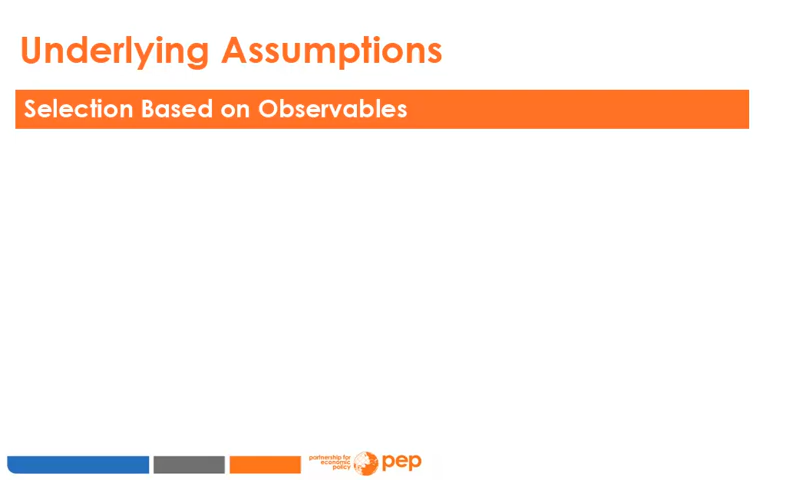 Underlying Assumptions
Selection Based on Observables
partnership for
economic
policy
pep